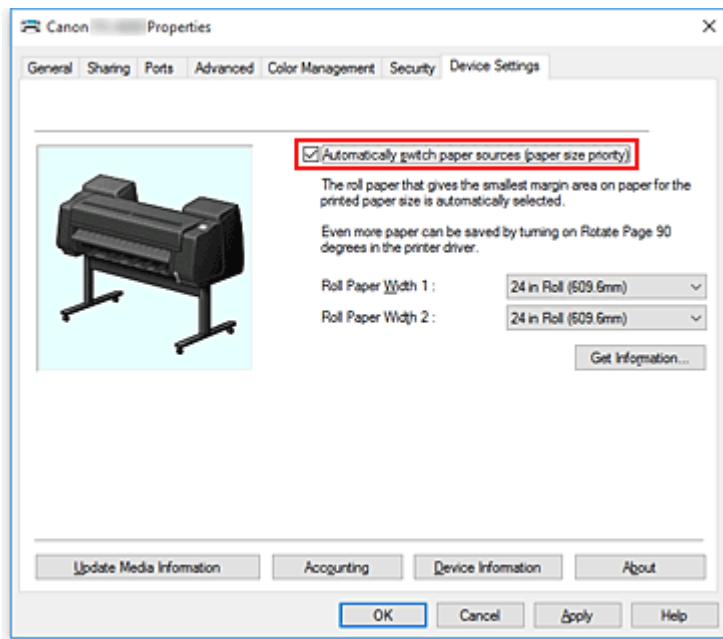 Canon Properties
General Sharing Ports Advanced Color Management Security Device Settings
Automatically switch paper sources (paper size priority)
The roll paper that gives the smallest margin area on paper for the
printed paper size is automatically selected.
Even more paper can be saved by turning on Rotate Page 90
degrees in the printer driver.
Roll Paper Width 1 : 24 in Roll (609.6mm)
Roll Paper Width 2 : 24 in Roll (609.6mm)
Get Information...
Update Media Information Accounting Device Information About
OK Cancel Apply Help